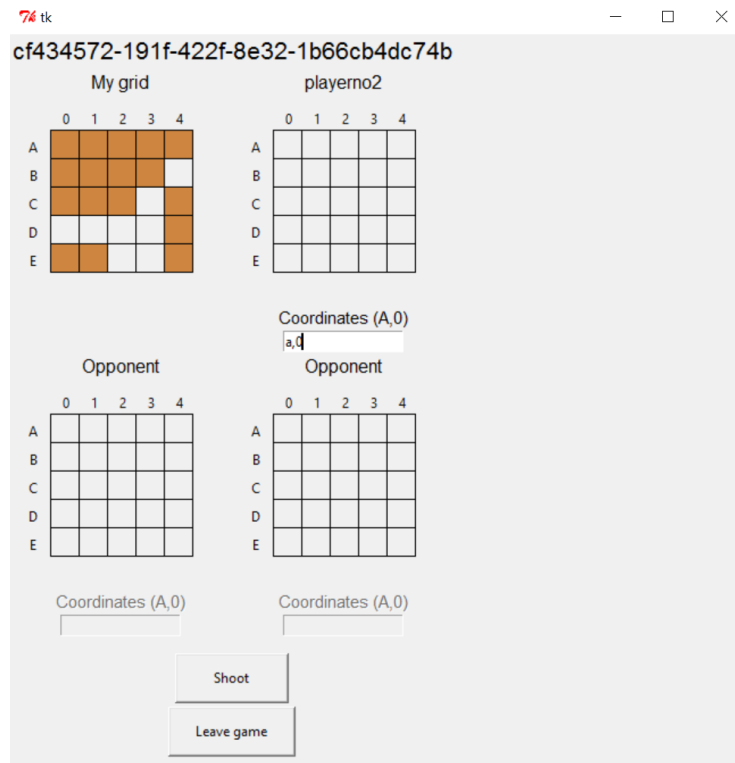 tk
cf434572-191f-422f-8e32-1b66cb4dc74b
My grid
0 1 2 3 4
A
B
C
D
E
playerno2
0 1 2 3 4
A
B
C
D
E
Coordinates (A,0)
a,0
Opponent
0 1 2 3 4
A
B
C
D
E
Coordinates (A,0)
Opponent
0 1 2 3 4
A
B
C
D
E
Coordinates (A,0)
Shoot
Leave game